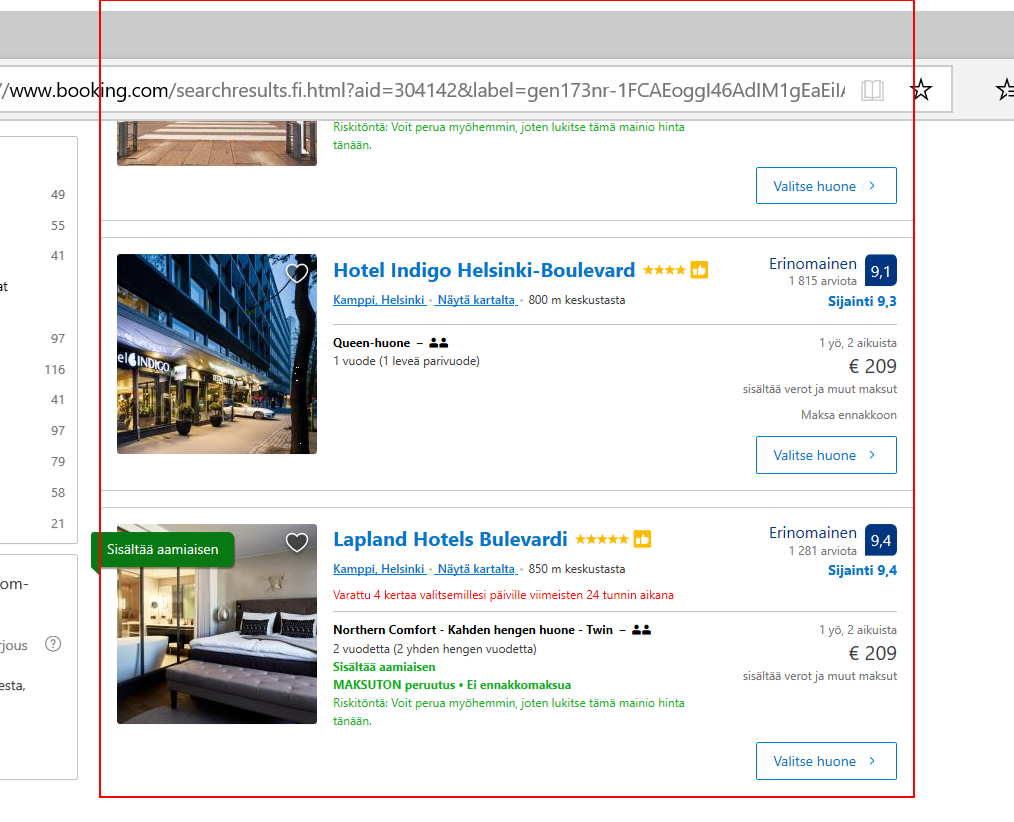 //www.booking.com/searchresults.fi.html?aid=304142&label=gen173nr-1FCAEoggI46AdIM1gEaEiIA
Riskitöntä: Voit perua myöhemmin, joten lukitse tämä mainio hinta
tänään.
Valitse huone
49
55
41
at
97
116
41
97
79
58
21
om-
jous
?
esta,
Hotel Indigo Helsinki-Boulevard
Kamppi, Helsinki • Näytä kartalta • 800 m keskustasta
Erinomainen 9,1
1 815 arviota
Sijainti 9,3
el INDIGO
Queen-huone –
1 vuode (1 leveä parivuode)
1 yö, 2 aikuista
€ 209
sisältää verot ja muut maksut
Maksa ennakkoon
Valitse huone
Sisältää aamiaisen
Lapland Hotels Bulevardi
Kamppi, Helsinki • Näytä kartalta • 850 m keskustasta
Varattu 4 kertaa valitsemillesi päiville viimeisten 24 tunnin aikana
Erinomainen 9,4
1 281 arviota
Sijainti 9,4
Northern Comfort - Kahden hengen huone - Twin –
2 vuodetta (2 yhden hengen vuodetta)
Sisältää aamiaisen
MAKSUTON peruutus • Ei ennakkomaksua
Riskitöntä: Voit perua myöhemmin, joten lukitse tämä mainio hinta
tänään.
1 yö, 2 aikuista
€ 209
sisältää verot ja muut maksut
Valitse huone